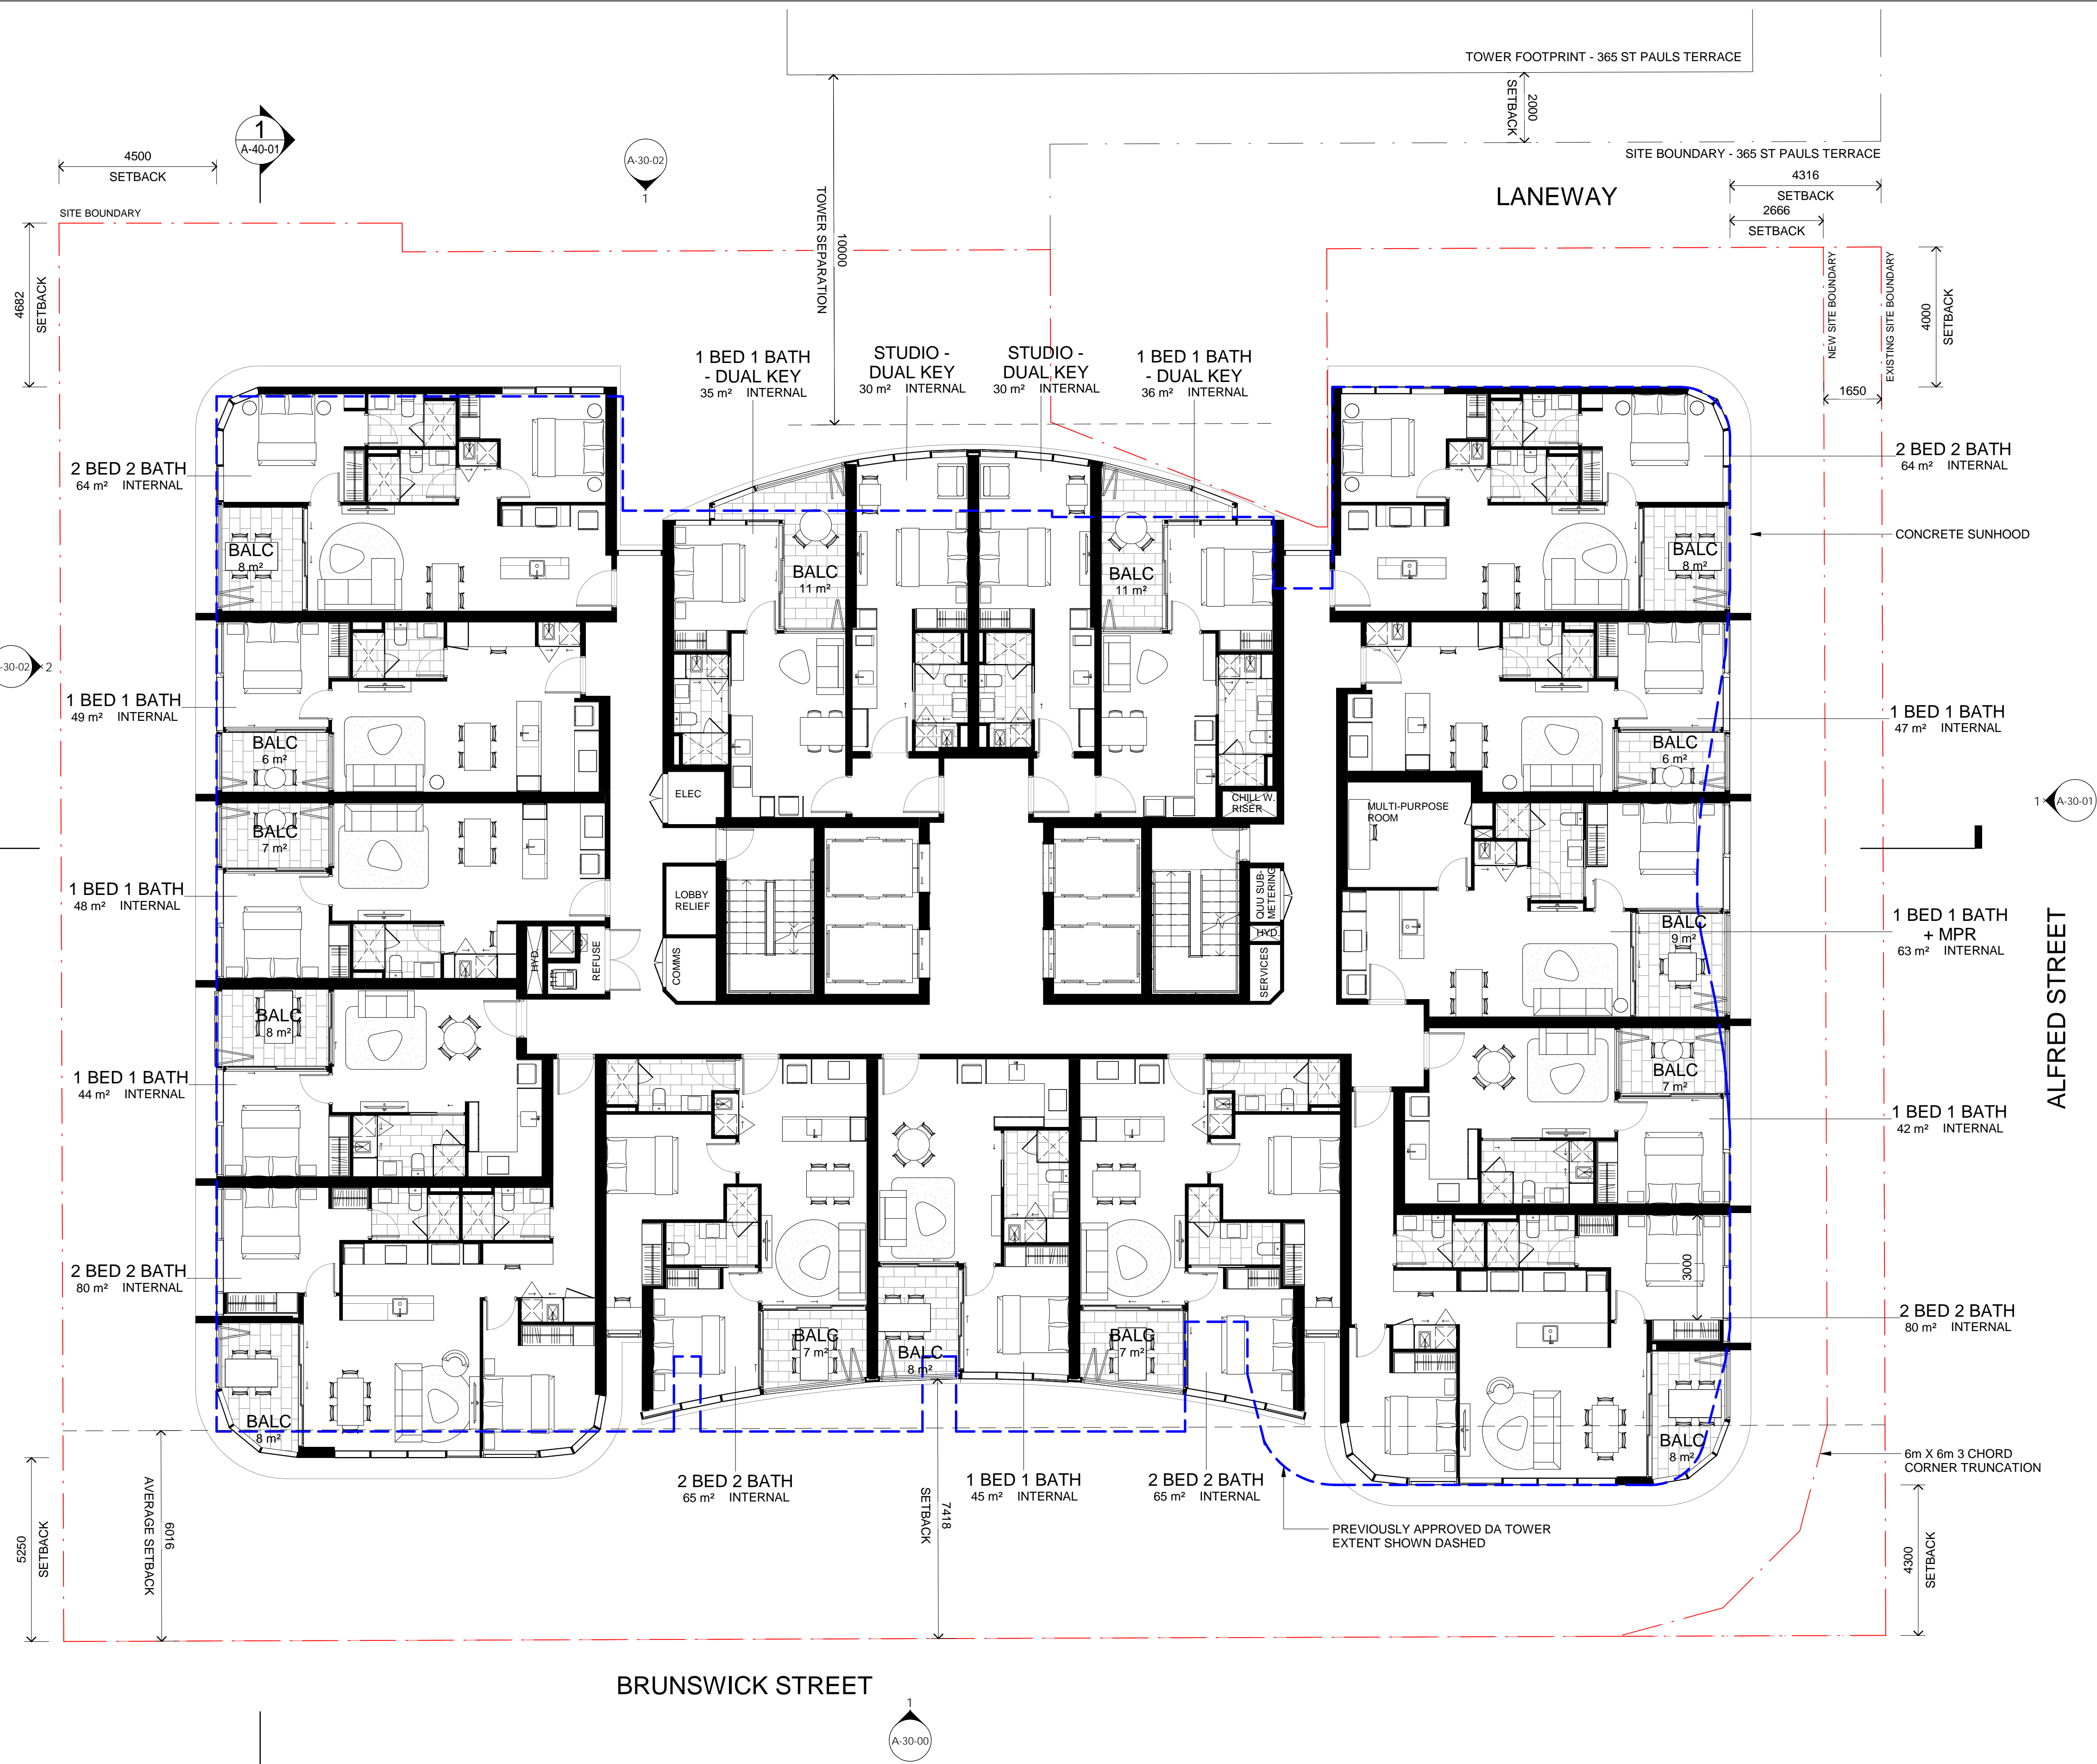 TOWER FOOTPRINT - 365 ST PAULS TERRACE
2000
SETBACK
SITE BOUNDARY - 365 ST PAULS TERRACE
1
A-40-01
4500
SETBACK
A-30-02
1
LANEWAY
4316
SETBACK
2666
SETBACK
SITE BOUNDARY
10000
TOWER SEPARATION
4682
SETBACK
NEW SITE BOUNDARY
EXISTING SITE BOUNDARY
4000
SETBACK
1650
1 BED 1 BATH
- DUAL KEY
35 m² INTERNAL
STUDIO -
DUAL KEY
30 m² INTERNAL
STUDIO -
DUAL KEY
30 m² INTERNAL
1 BED 1 BATH
- DUAL KEY
36 m² INTERNAL
2 BED 2 BATH
64 m² INTERNAL
2 BED 2 BATH
64 m² INTERNAL
CONCRETE SUNHOOD
BALC
8 m²
BALC
11 m²
BALC
11 m²
BALC
8 m²
-30-02
2
1 BED 1 BATH
49 m² INTERNAL
BALC
6 m²
1 BED 1 BATH
47 m² INTERNAL
BALC
6 m²
ELEC
CHILL W.
RISER
MULTI-PURPOSE
ROOM
1
A-30-01
BALC
7 m²
1 BED 1 BATH
48 m² INTERNAL
LOBBY
RELIEF
QUU SUB-
METERING
HYD.
SERVICES
COMMS
REFUSE
HYD.
1 BED 1 BATH
+ MPR
63 m² INTERNAL
BALC
9 m²
ALFRED STREET
BALC
8 m²
1 BED 1 BATH
44 m² INTERNAL
BALC
7 m²
1 BED 1 BATH
42 m² INTERNAL
2 BED 2 BATH
80 m² INTERNAL
3000
2 BED 2 BATH
80 m² INTERNAL
BALC
7 m²
BALC
8 m²
BALC
7 m²
BALC
8 m²
BALC
8 m²
6m X 6m 3 CHORD
CORNER TRUNCATION
2 BED 2 BATH
65 m² INTERNAL
1 BED 1 BATH
45 m² INTERNAL
2 BED 2 BATH
65 m² INTERNAL
5250
SETBACK
6016
AVERAGE SETBACK
7418
SETBACK
PREVIOUSLY APPROVED DA TOWER
EXTENT SHOWN DASHED
4300
SETBACK
BRUNSWICK STREET
1
A-30-00